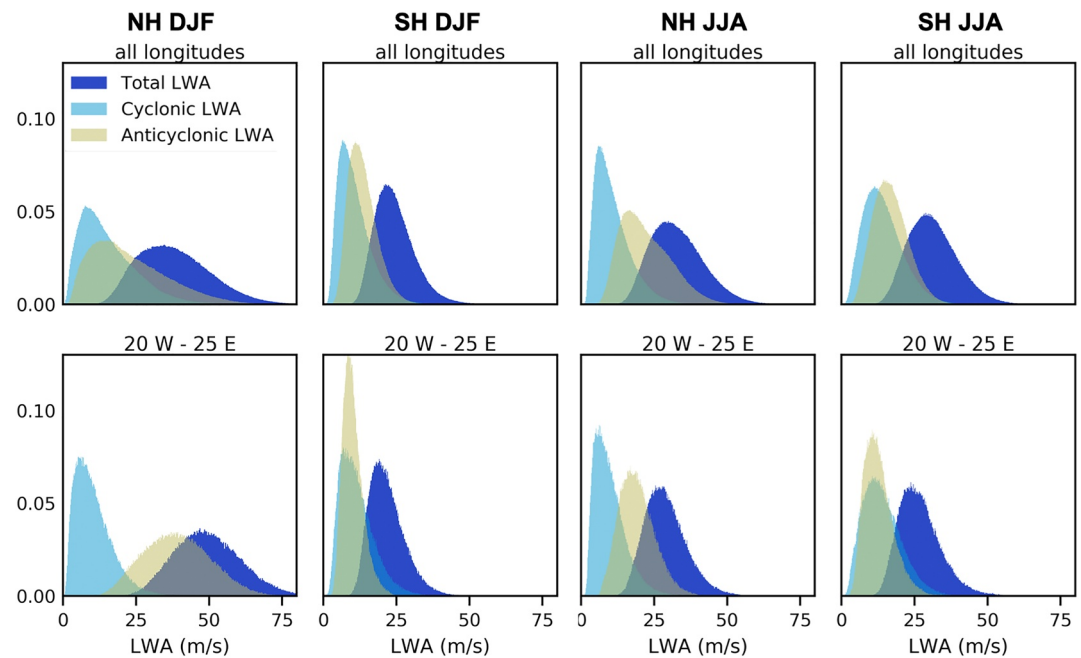 NH DJF SH DJF NH JJA SH JJA
all longitudes all longitudes all longitudes all longitudes
Total LWA
Cyclonic LWA
Anticyclonic LWA
0.10
0.05
0.00
20 W - 25 E 20 W - 25 E 20 W - 25 E 20 W - 25 E
0.10
0.05
0.00
0 25 50 75 0 25 50 75 0 25 50 75 0 25 50 75
LWA (m/s) LWA (m/s) LWA (m/s) LWA (m/s)